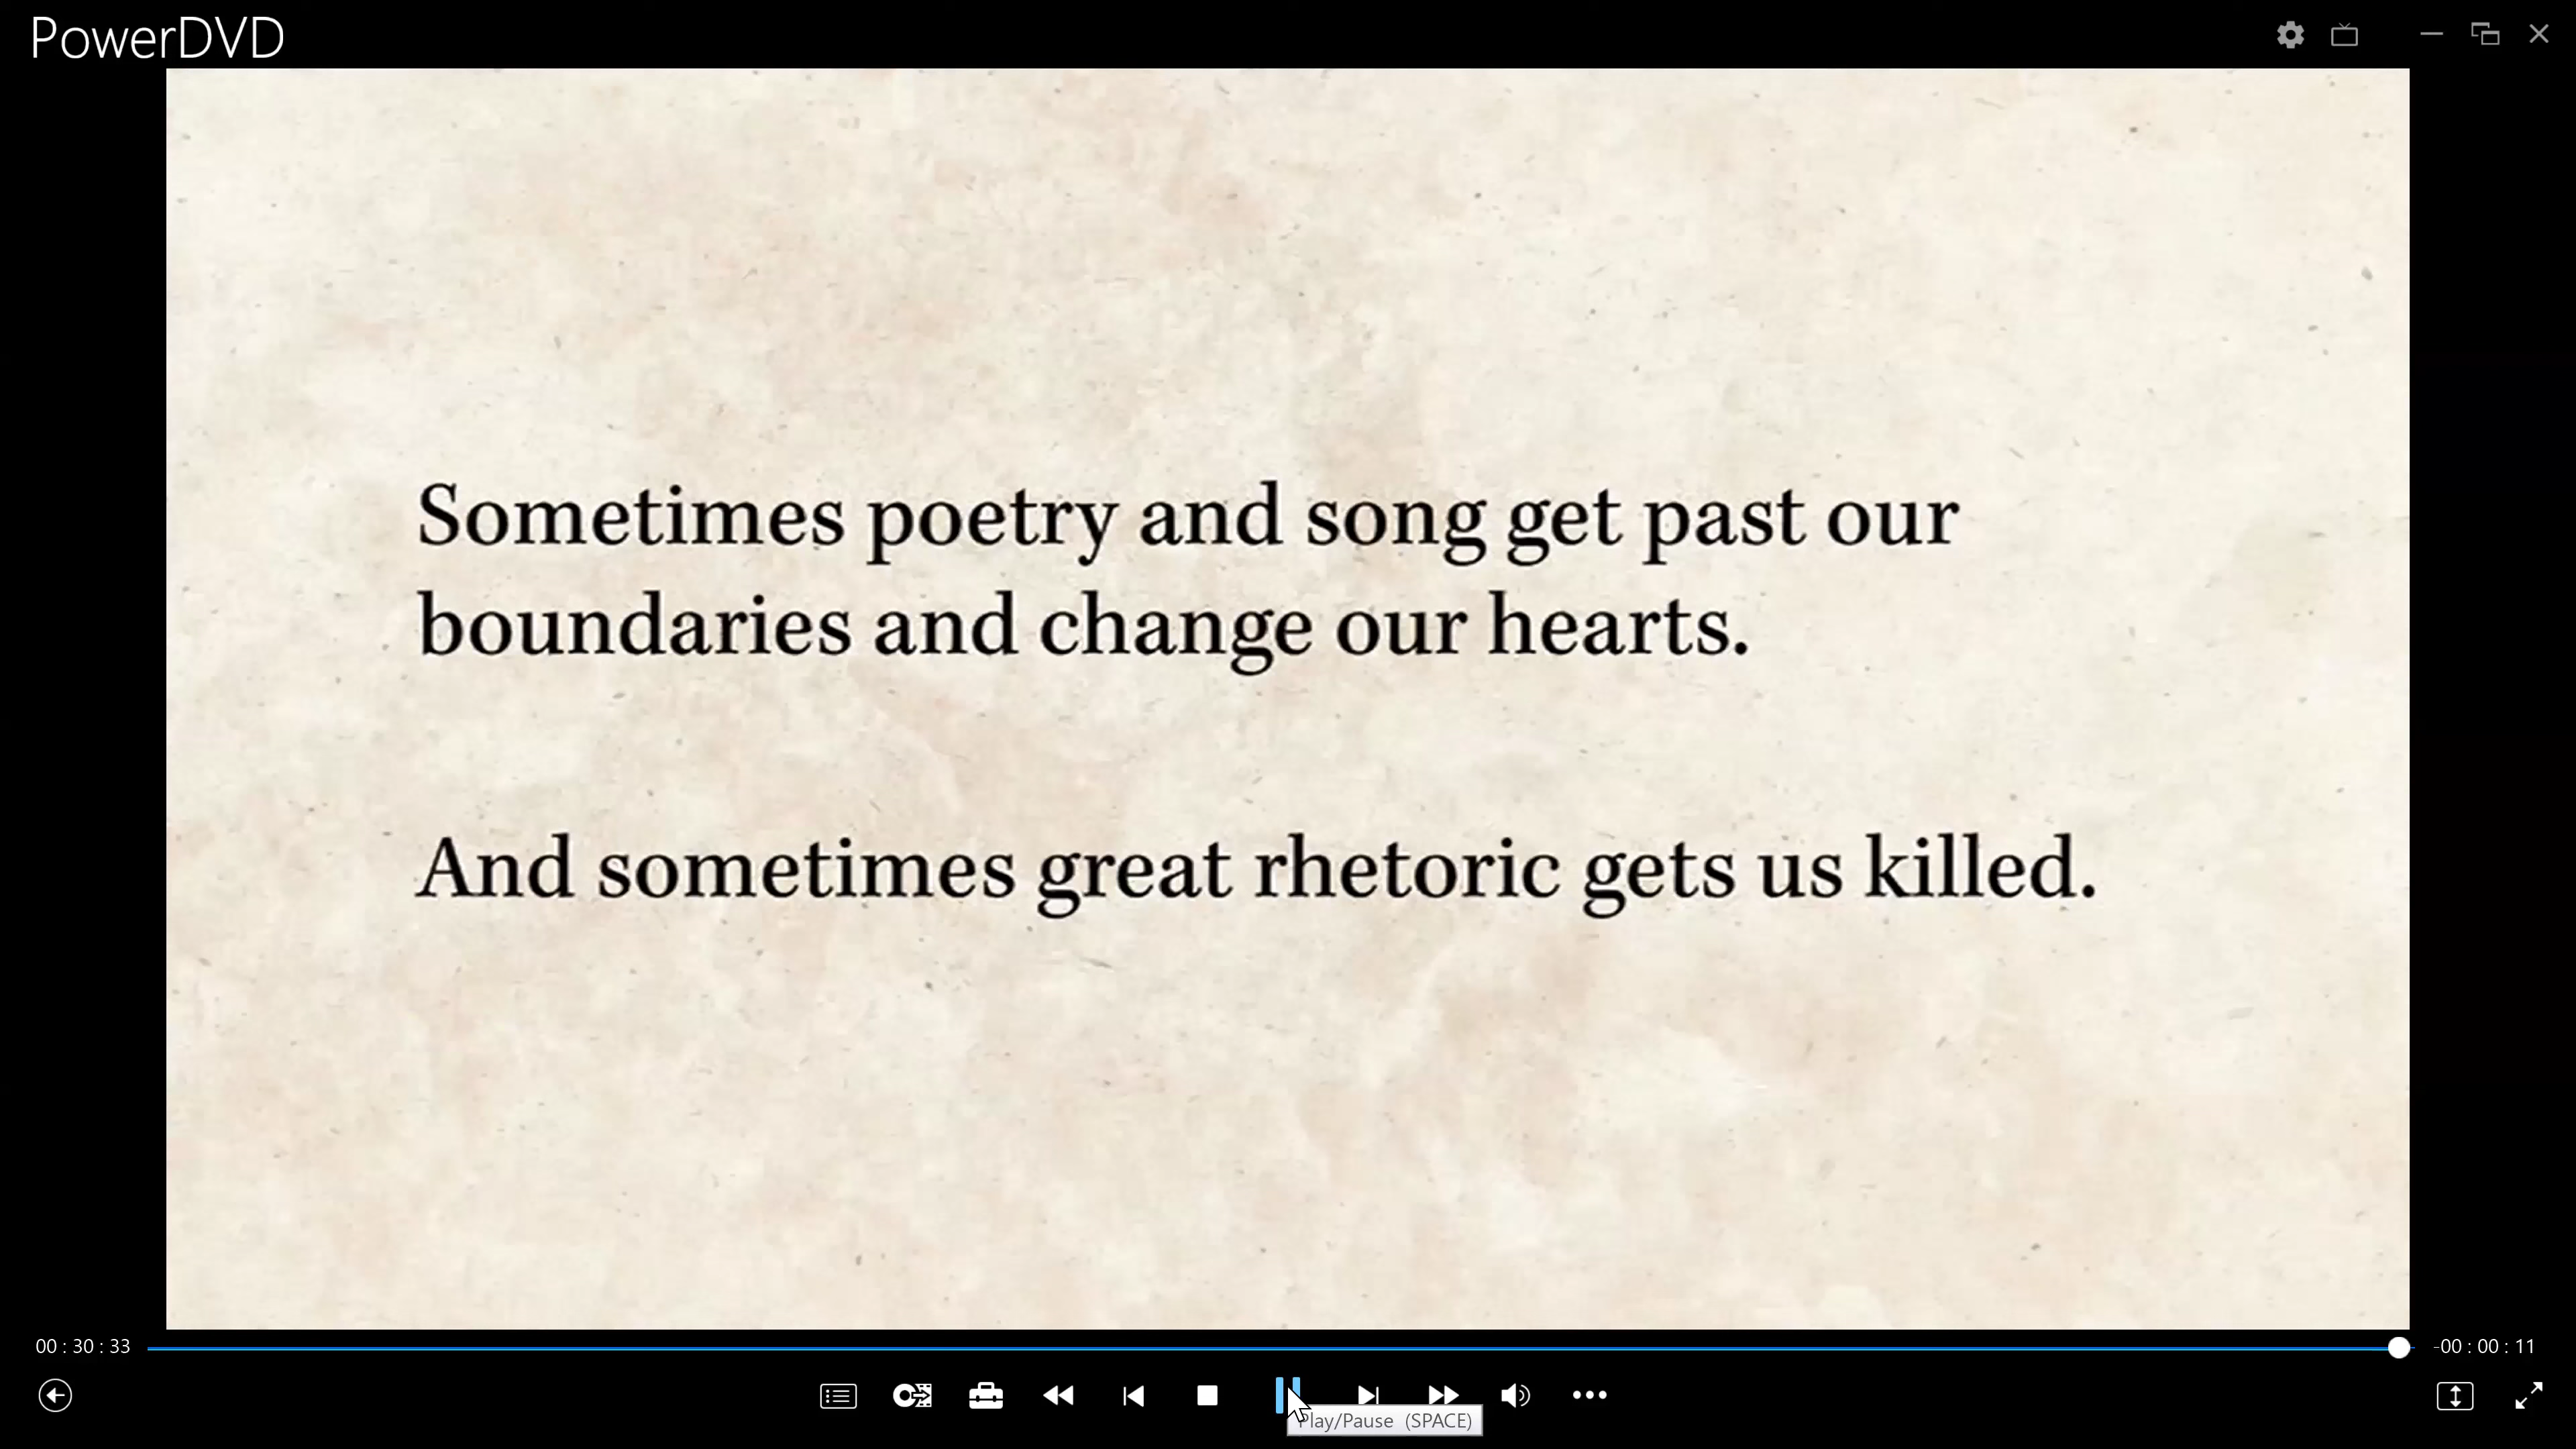 PowerDVD
Sometimes poetry and song get past our
boundaries and change our hearts.
And sometimes great rhetoric gets us killed.
00 : 30 : 33
-00 : 00 : 11
Play/Pause (SPACE)